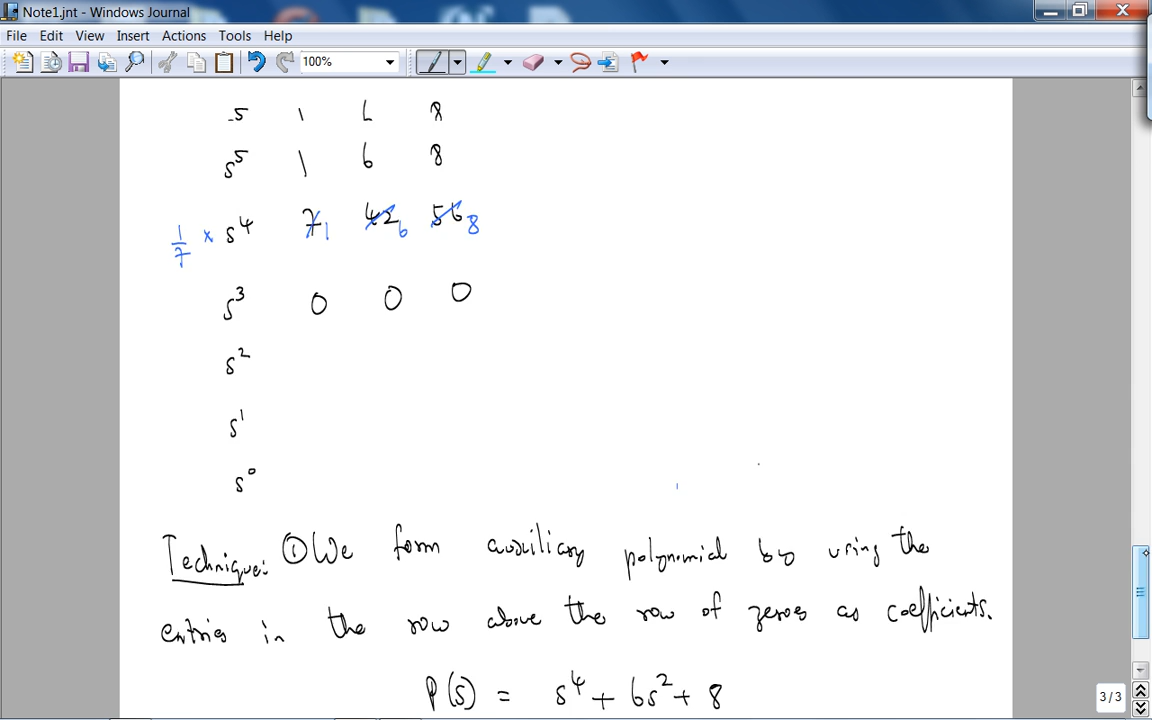 Note1.jnt - Windows Journal
File Edit View Insert Actions Tools Help
100%
s⁵ 1 6 8
s⁵ 1 6 8
1/7 × s⁴ 7 1 42 6 56 8
s³ 0 0 0
s²
s¹
s⁰
Technique: ① We form auxiliary polynomial by using the
entries in the row above the row of zeroes as coefficients.
P(s) = s⁴ + 6s² + 8
3/3